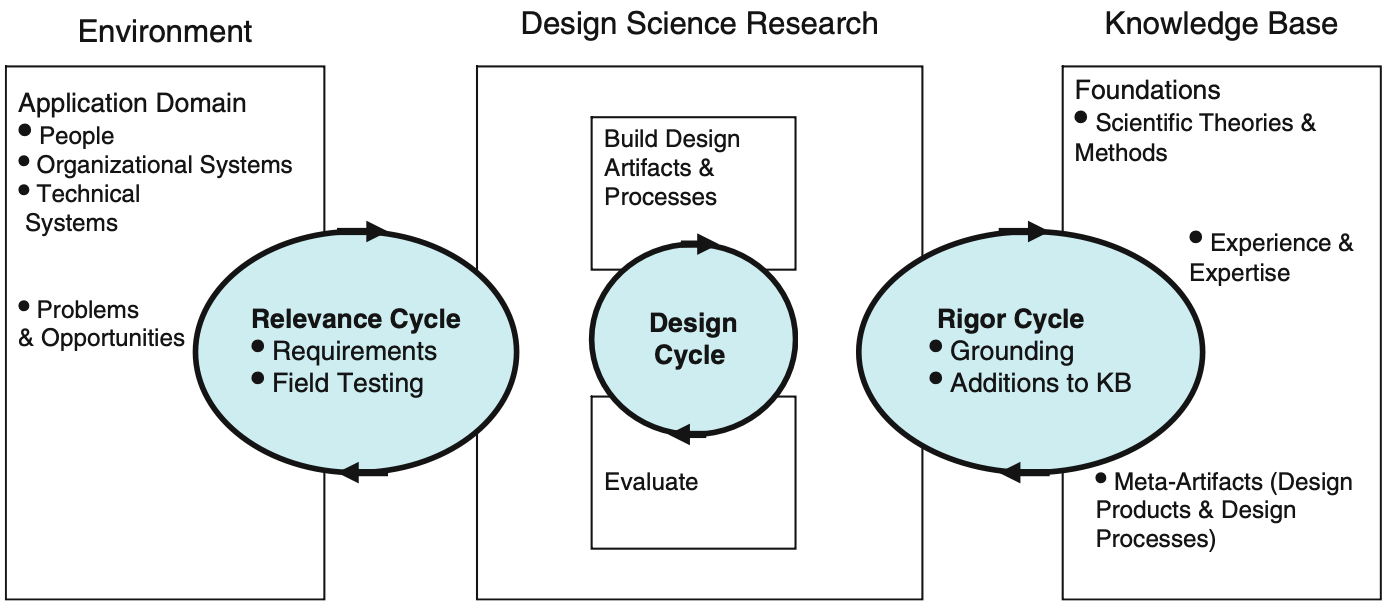 Environment
Application Domain
● People
● Organizational Systems
● Technical
Systems
● Problems
& Opportunities
Relevance Cycle
● Requirements
● Field Testing
Design Science Research
Build Design
Artifacts &
Processes
Design
Cycle
Evaluate
Knowledge Base
Foundations
● Scientific Theories &
Methods
● Experience &
Expertise
Rigor Cycle
● Grounding
● Additions to KB
● Meta-Artifacts (Design
Products & Design
Processes)